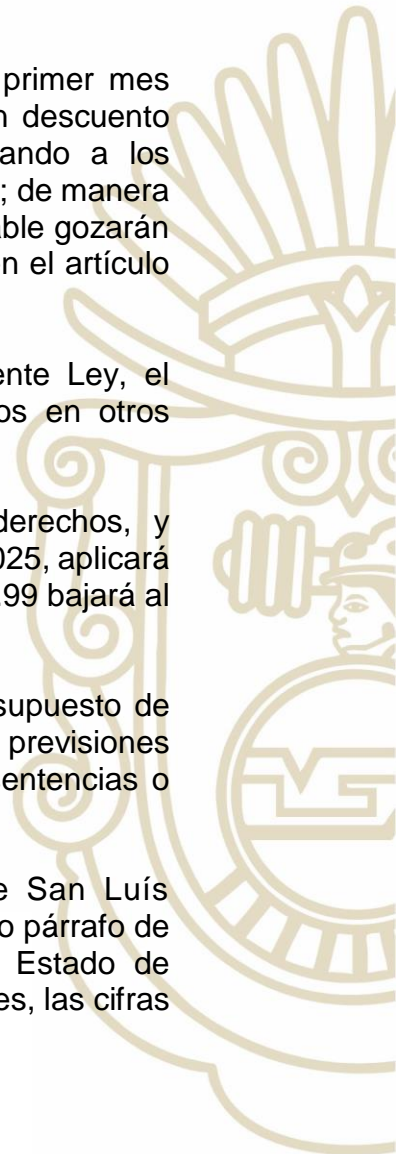 primer mes
n descuento
ando a los
; de manera
able gozarán
n el artículo
ente Ley, el
os en otros
derechos, y
025, aplicará
.99 bajará al
supuesto de
previsiones
entencias o
e San Luís
o párrafo de
Estado de
es, las cifras